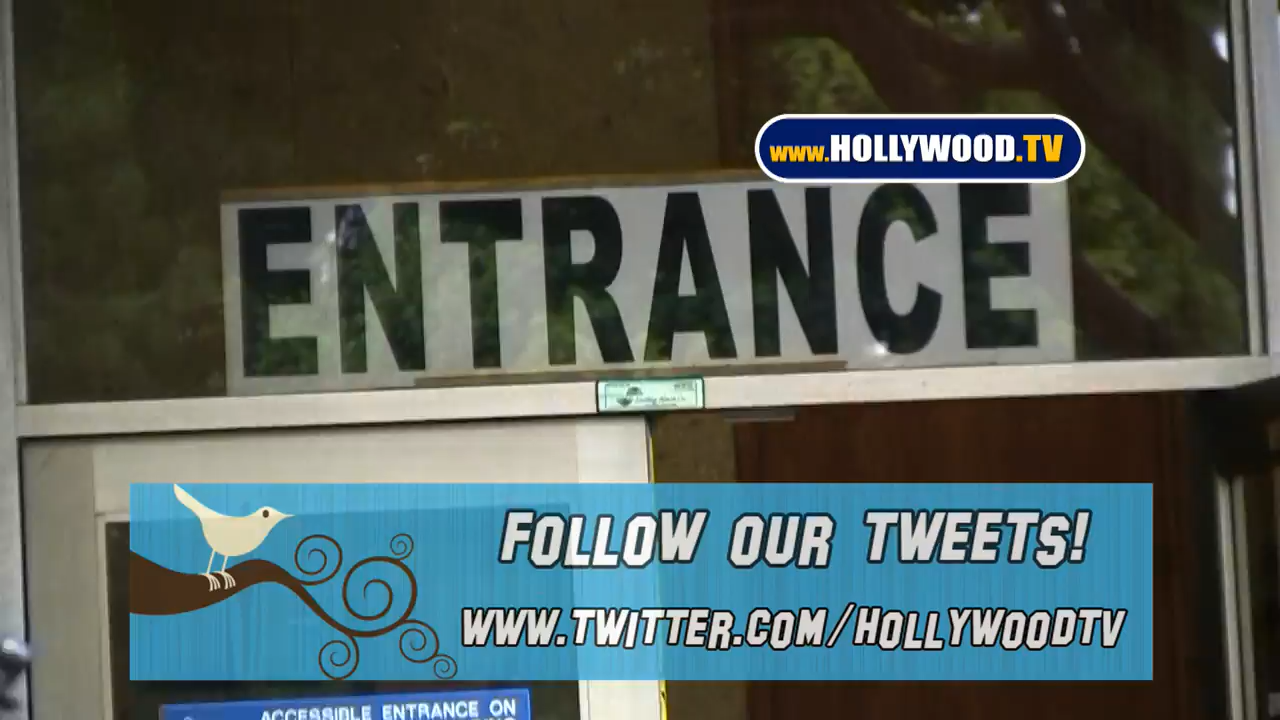 www.HOLLYWOOD.TV
ENTRANCE
FOLLOW OUR TWEETS!
WWW.TWITTER.COM/HOLLYWOODTV
ACCESSIBLE ENTRANCE ON